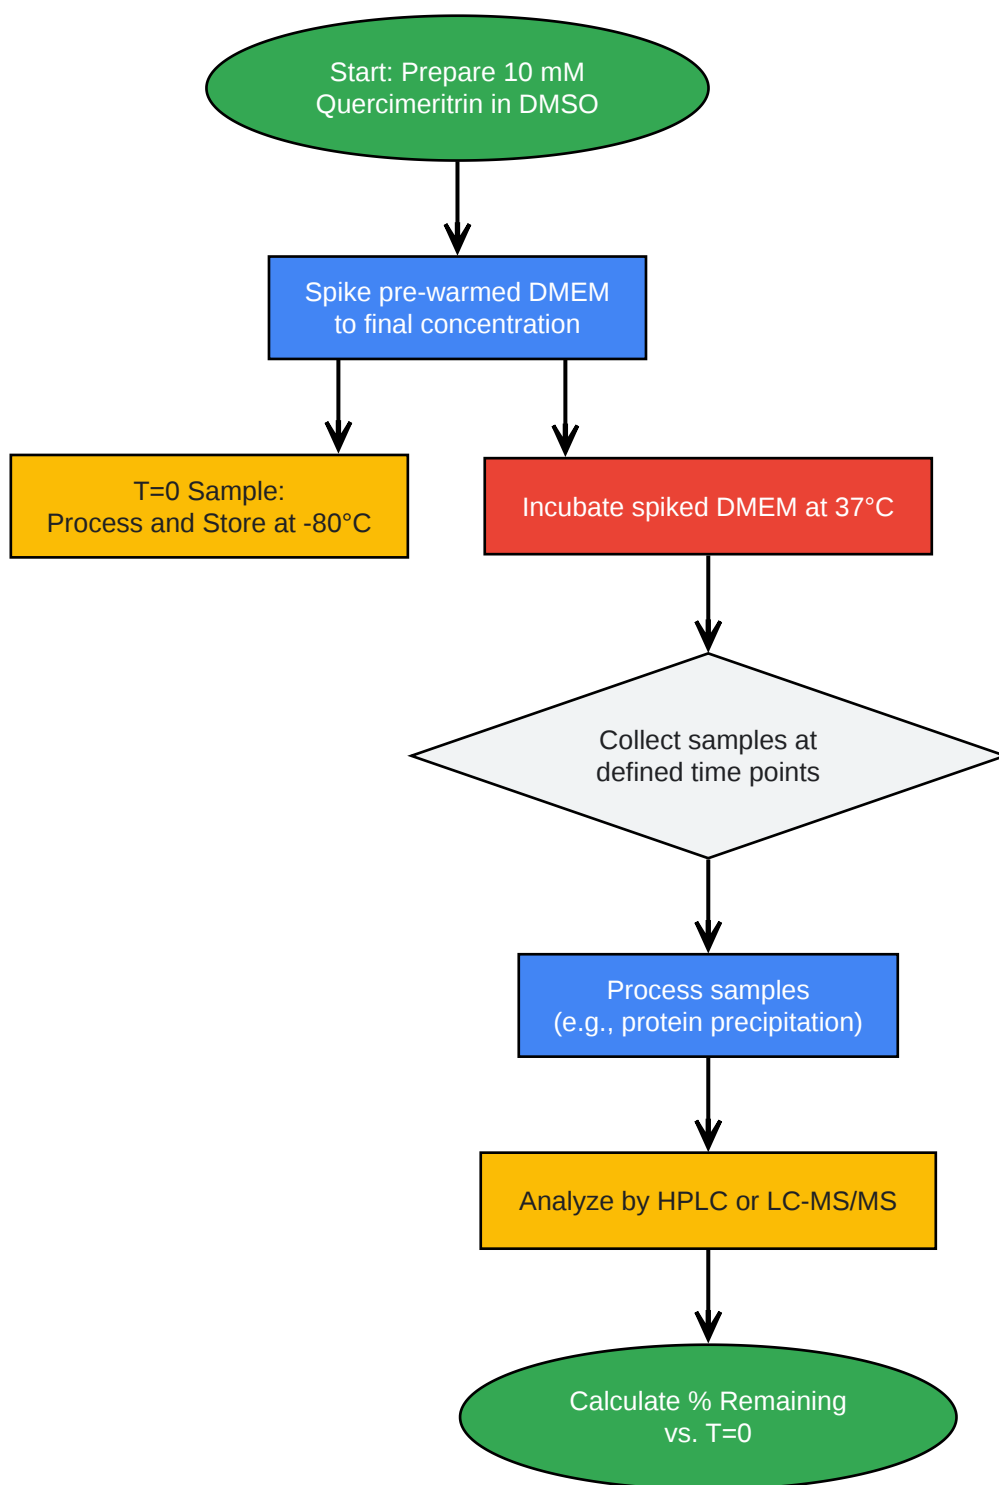 Start: Prepare 10 mM
Quercimeritrin in DMSO
Spike pre-warmed DMEM
to final concentration
T=0 Sample:
Process and Store at -80°C
Incubate spiked DMEM at 37°C
Collect samples at
defined time points
Process samples
(e.g., protein precipitation)
Analyze by HPLC or LC-MS/MS
Calculate % Remaining
vs. T=0